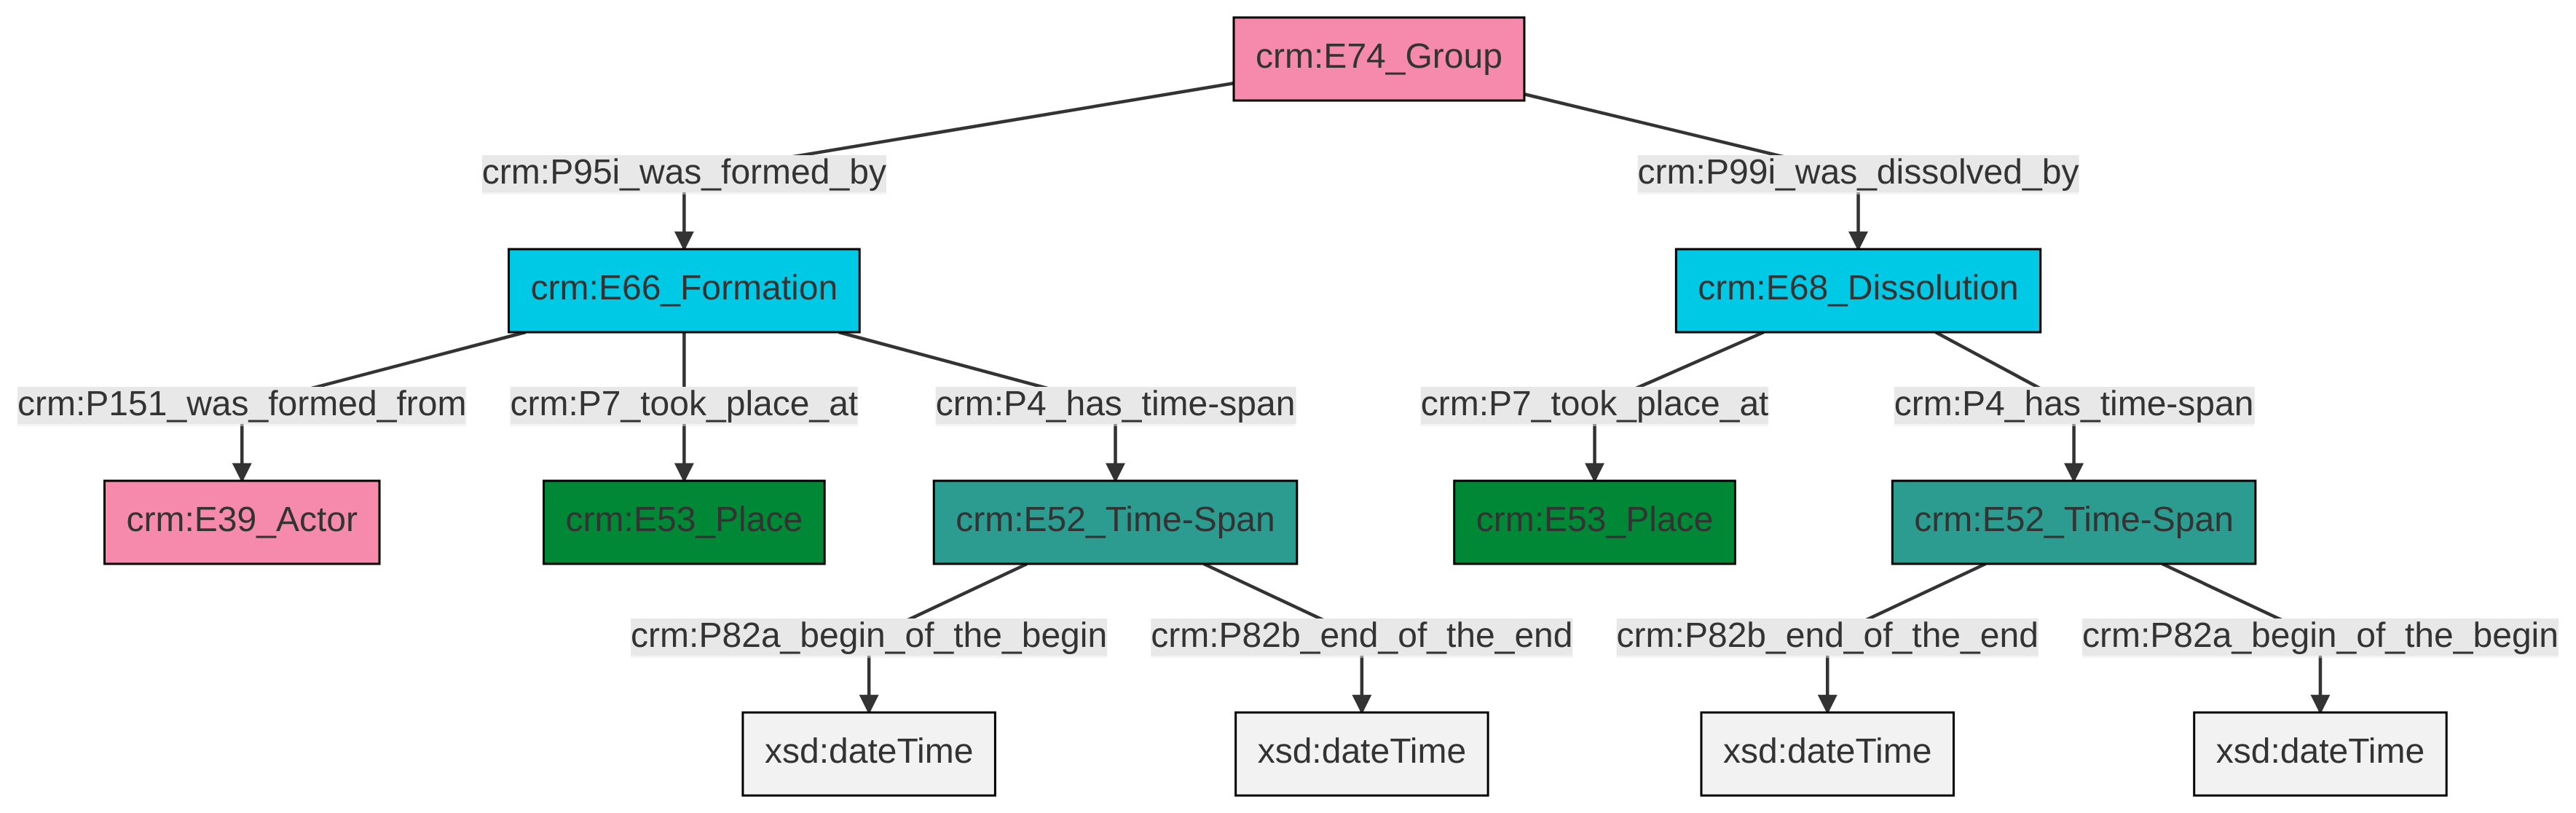 crm:E74_Group
crm:P95i_was_formed_by
crm:P99i_was_dissolved_by
crm:E66_Formation
crm:E68_Dissolution
crm:P151_was_formed_from
crm:P7_took_place_at
crm:P4_has_time-span
crm:P7_took_place_at
crm:P4_has_time-span
crm:E39_Actor
crm:E53_Place
crm:E52_Time-Span
crm:E53_Place
crm:E52_Time-Span
crm:P82a_begin_of_the_begin
crm:P82b_end_of_the_end
crm:P82b_end_of_the_end
crm:P82a_begin_of_the_begin
xsd:dateTime
xsd:dateTime
xsd:dateTime
xsd:dateTime